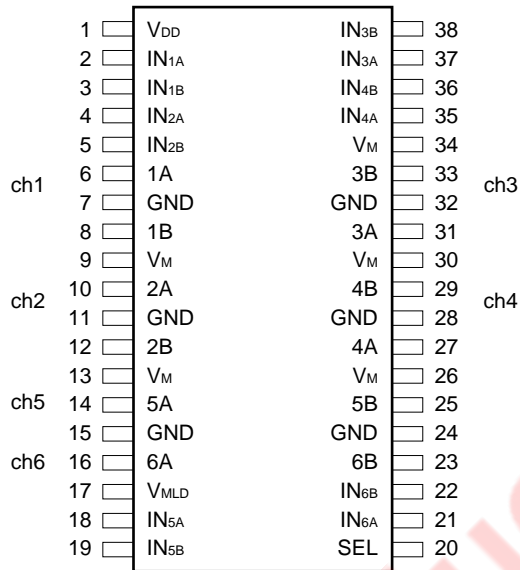 1 VDD IN3B 38
2 IN1A IN3A 37
3 IN1B IN4B 36
4 IN2A IN4A 35
5 IN2B VM 34
ch1 6 1A 3B 33 ch3
7 GND GND 32
8 1B 3A 31
9 VM VM 30
ch2 10 2A 4B 29 ch4
11 GND GND 28
12 2B 4A 27
13 VM VM 26
ch5 14 5A 5B 25
15 GND GND 24
ch6 16 6A 6B 23
17 VMLD IN6B 22
18 IN5A IN6A 21
19 IN5B SEL 20